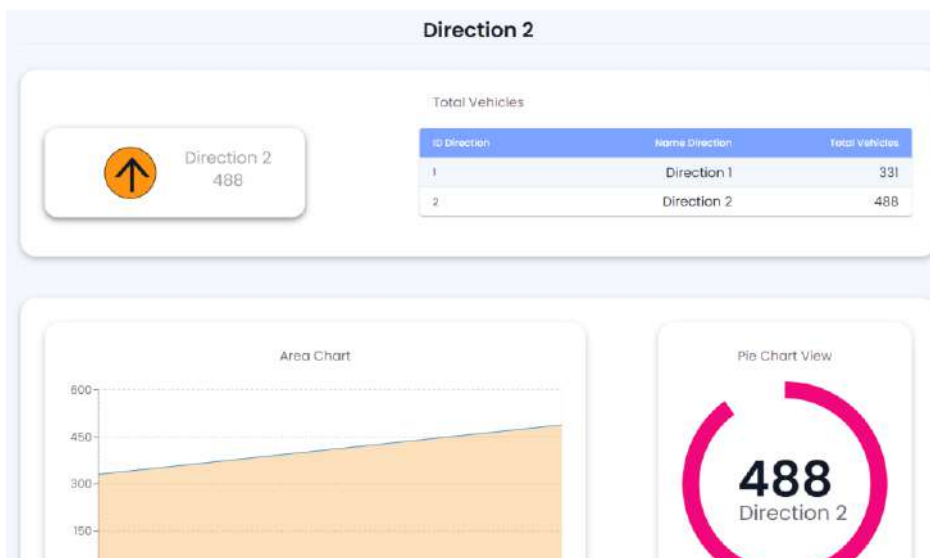 Direction 2
Total Vehicles
Direction 2
488
ID Direction Name Direction Total Vehicles
1 Direction 1 331
2 Direction 2 488
Area Chart
600
450
300
150
Pie Chart View
488
Direction 2